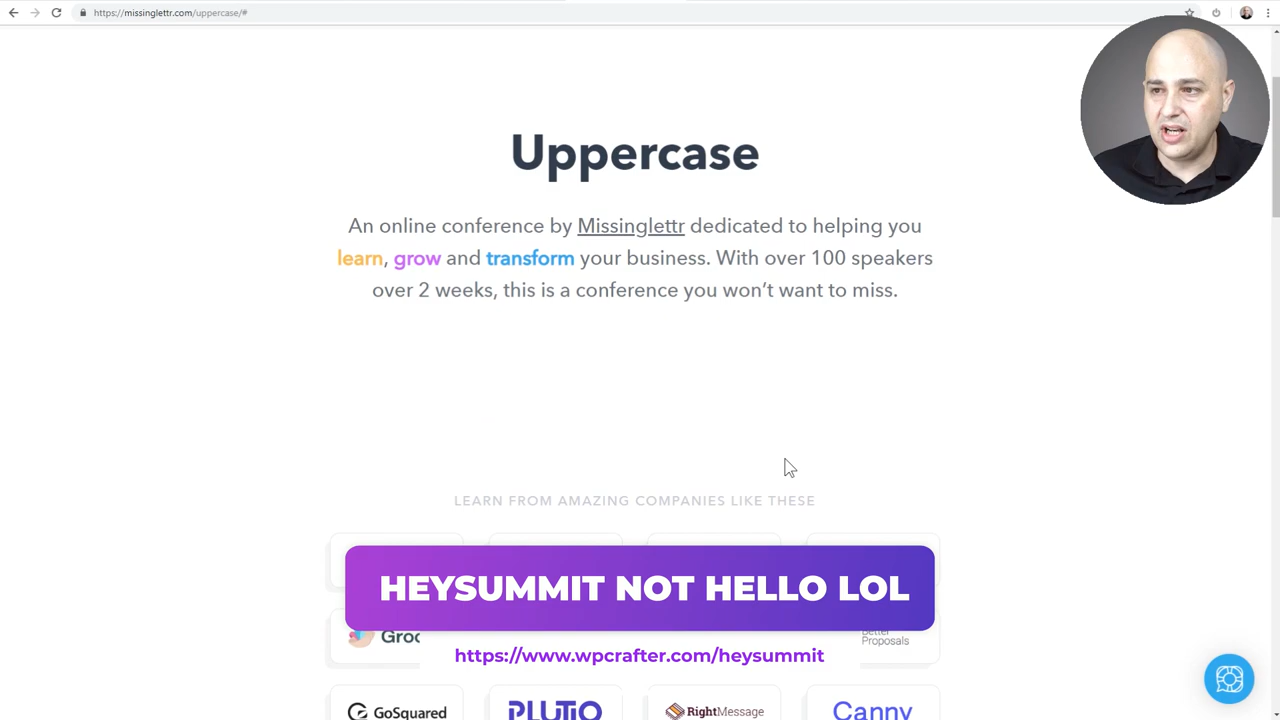 https://missinglettr.com/uppercase/#
Uppercase
An online conference by Missinglettr dedicated to helping you
learn, grow and transform your business. With over 100 speakers
over 2 weeks, this is a conference you won’t want to miss.
LEARN FROM AMAZING COMPANIES LIKE THESE
HEYSUMMIT NOT HELLO LOL
Proposals
https://www.wpcrafter.com/heysummit
GoSquared
PLUTIO
RightMessage
Canny